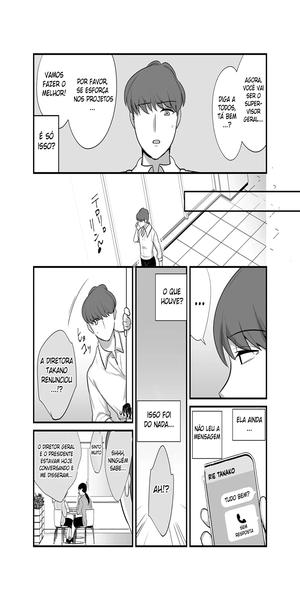 AGORA,
VOCÊ VAI
SER O
SUPER-
VISOR
GERAL...
DIGA A
TODOS,
TÁ BEM
...?
POR FAVOR,
SE ESFORÇA
NOS PROJETOS
...
VAMOS
FAZER O
MELHOR!
É SÓ
ISSO?
...
O QUE
HOUVE?
A DIRETORA
TAKANO
RENUNCIOU
...!?
ELA AINDA
...
NÃO LEU A
MENSAGEM
RIE TANAKO
TUDO BEM?
SEM
RESPOSTA
ISSO FOI
DO NADA...
AH!?
SHHH,
NINGUÉM
SABE...
SINTO
MUITO
O DIRETOR GERAL
E O PRESIDENTE
ESTAVAM HOJE
CONVERSANDO E
ME DISSERAM...